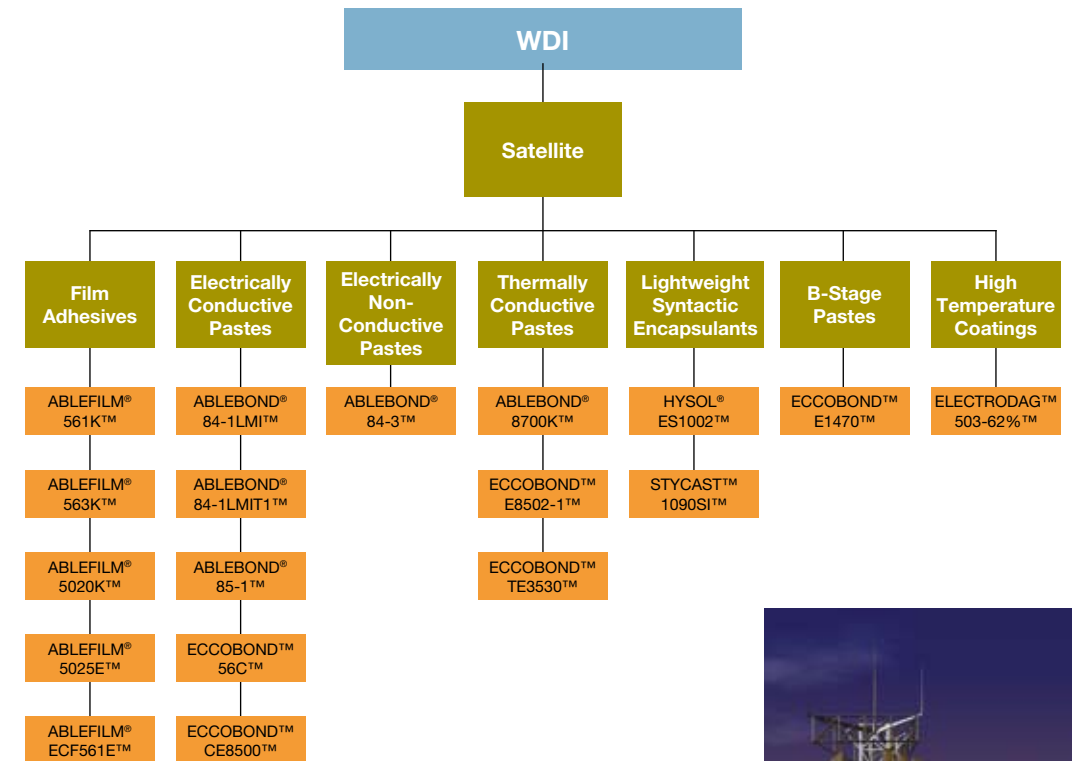 WDI
Satellite
Film
Adhesives
Electrically
Conductive
Pastes
Electrically
Non-
Conductive
Pastes
Thermally
Conductive
Pastes
Lightweight
Syntactic
Encapsulants
B-Stage
Pastes
High
Temperature
Coatings
ABLEFILM®
561K™
ABLEFILM®
563K™
ABLEFILM®
5020K™
ABLEFILM®
5025E™
ABLEFILM®
ECF561E™
ABLEBOND®
84-1LMI™
ABLEBOND®
84-1LMIT1™
ABLEBOND®
85-1™
ECCOBOND™
56C™
ECCOBOND™
CE8500™
ABLEBOND®
84-3™
ABLEBOND®
8700K™
ECCOBOND™
E8502-1™
ECCOBOND™
TE3530™
HYSOL®
ES1002™
STYCAST™
1090SI™
ECCOBOND™
E1470™
ELECTRODAG™
503-62%™